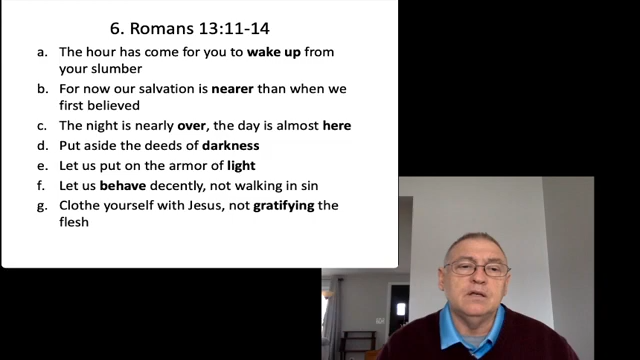 6. Romans 13:11-14
a. The hour has come for you to wake up from
your slumber
b. For now our salvation is nearer than when we
first believed
c. The night is nearly over, the day is almost here
d. Put aside the deeds of darkness
e. Let us put on the armor of light
f. Let us behave decently, not walking in sin
g. Clothe yourself with Jesus, not gratifying the
flesh